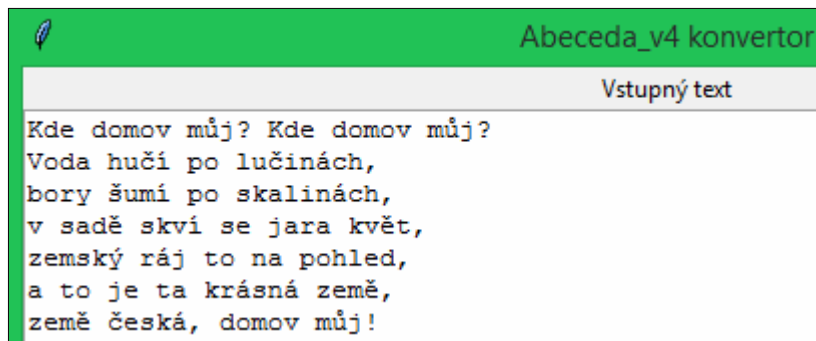 Abeceda_v4 konvertor
Vstupný text
Kde domov můj? Kde domov můj?
Voda hučí po lučinách,
bory šumí po skalinách,
v sadě skví se jara květ,
zemský ráj to na pohled,
a to je ta krásná země,
země česká, domov můj!